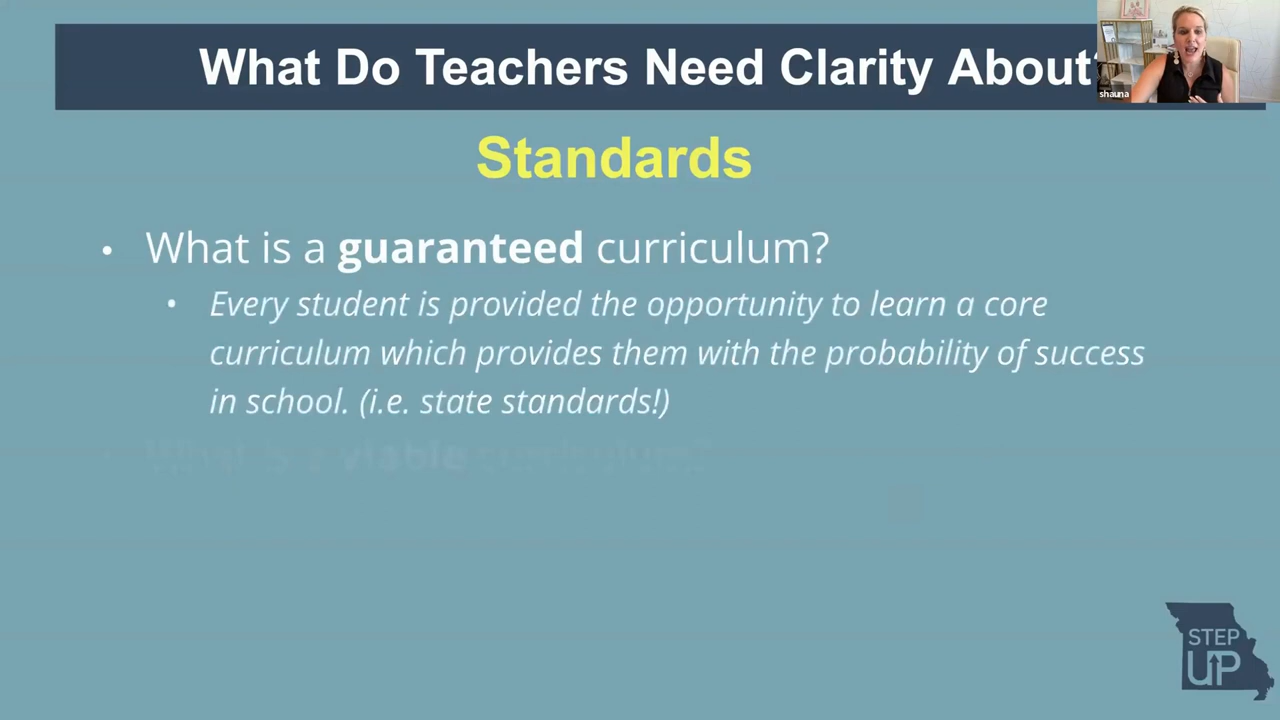 What Do Teachers Need Clarity About?
shauna
Standards
• What is a guaranteed curriculum?
• Every student is provided the opportunity to learn a core
curriculum which provides them with the probability of success
in school. (i.e. state standards!)
• What is a viable curriculum?
STEP
UP